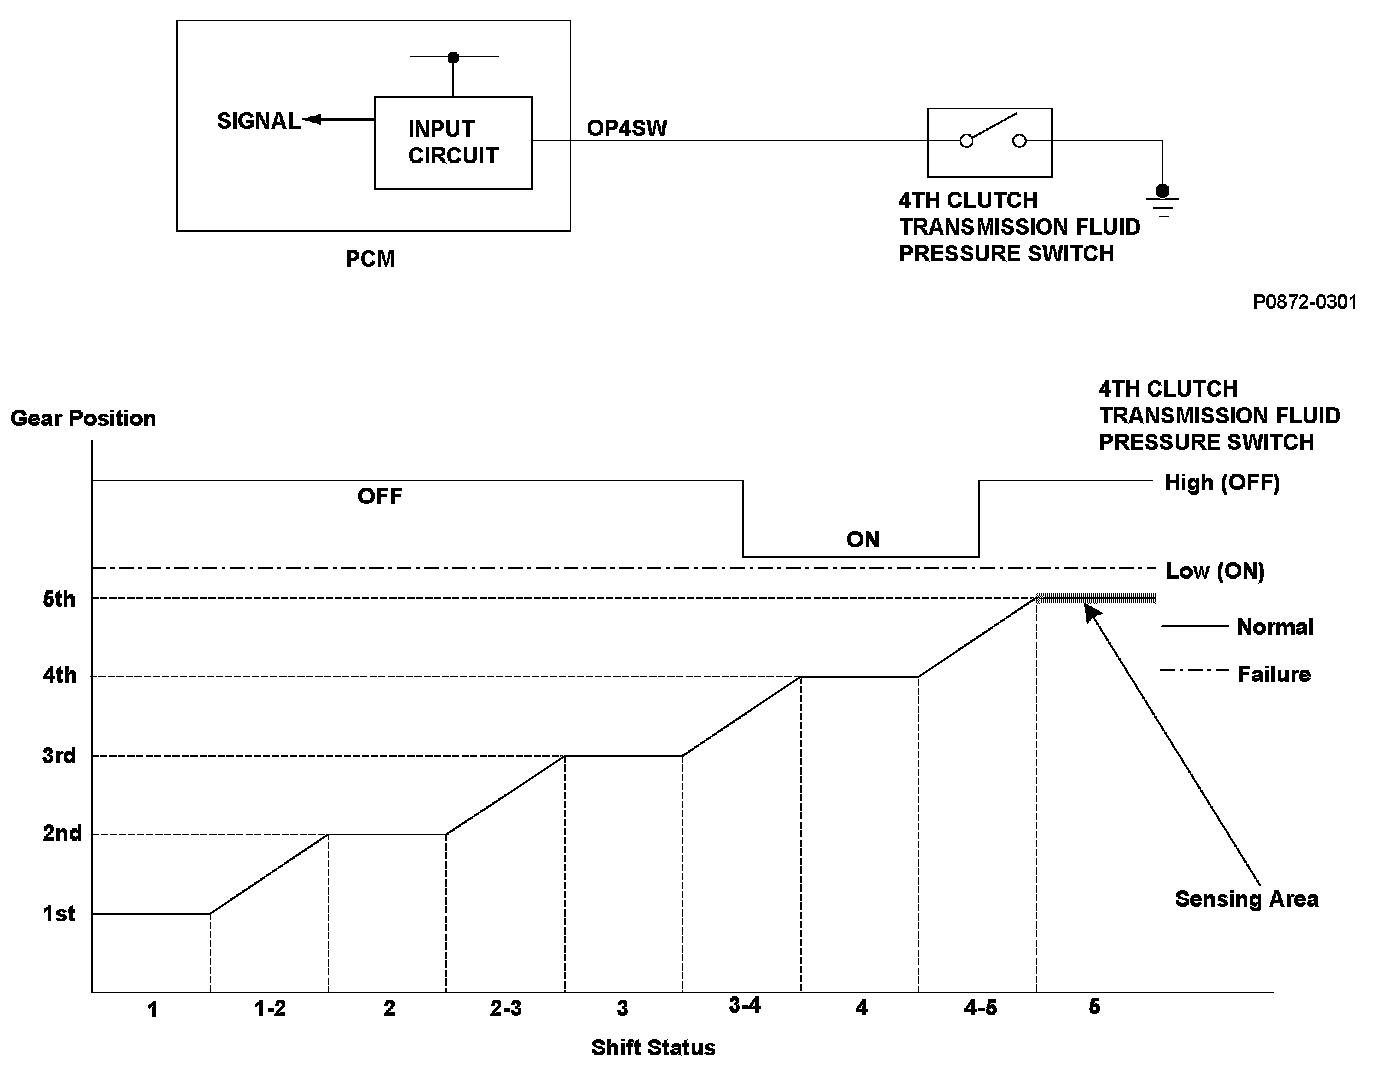 SIGNAL
INPUT
CIRCUIT
OP4SW
4TH CLUTCH
TRANSMISSION FLUID
PRESSURE SWITCH
PCM
P0872-0301
4TH CLUTCH
TRANSMISSION FLUID
PRESSURE SWITCH
Gear Position
High (OFF)
OFF
ON
Low (ON)
5th
Normal
4th
Failure
3rd
2nd
Sensing Area
1st
1 1-2 2 2-3 3 3-4 4 4-5 5
Shift Status